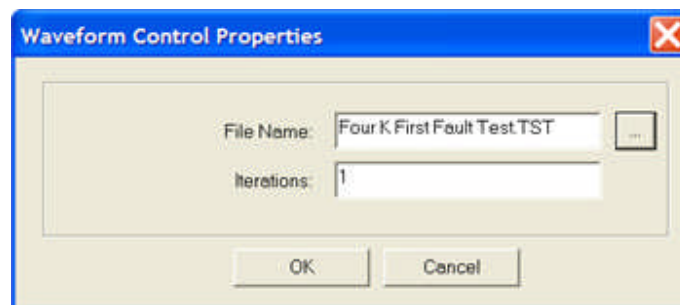 Waveform Control Properties
File Name: Four K First Fault Test.TST ...
Iterations: 1
OK Cancel